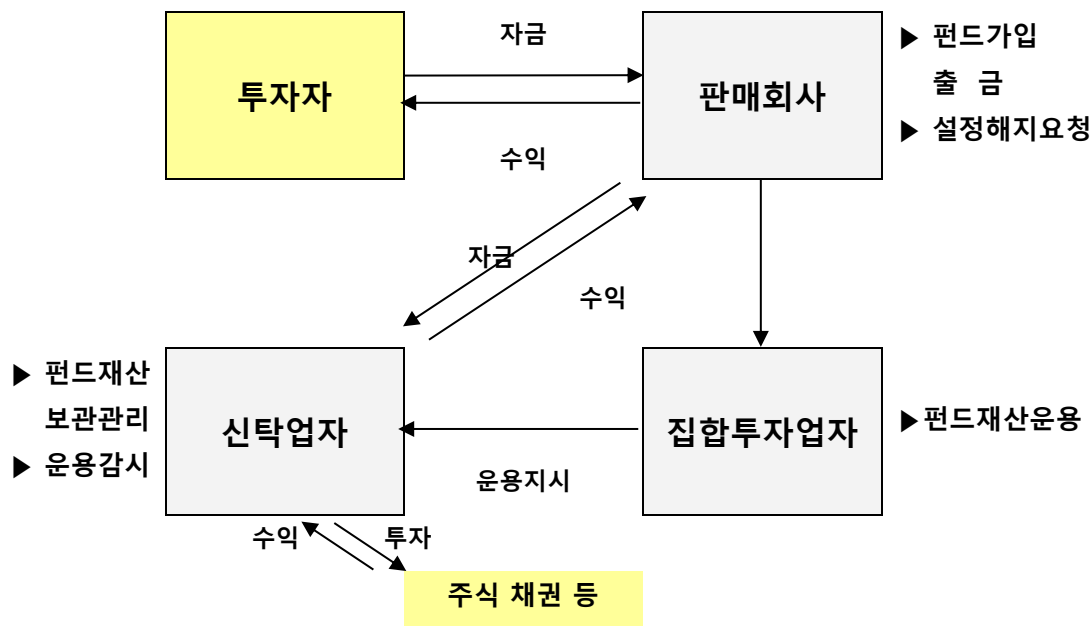 자금
▶ 펀드가입
투자자
판매회사
출 금
▶ 설정해지요청
수익
자금
수익
▶ 펀드재산
보관관리
▶ 운용감시
신탁업자
집합투자업자
▶펀드재산운용
운용지시
수익
투자
주식 채권 등